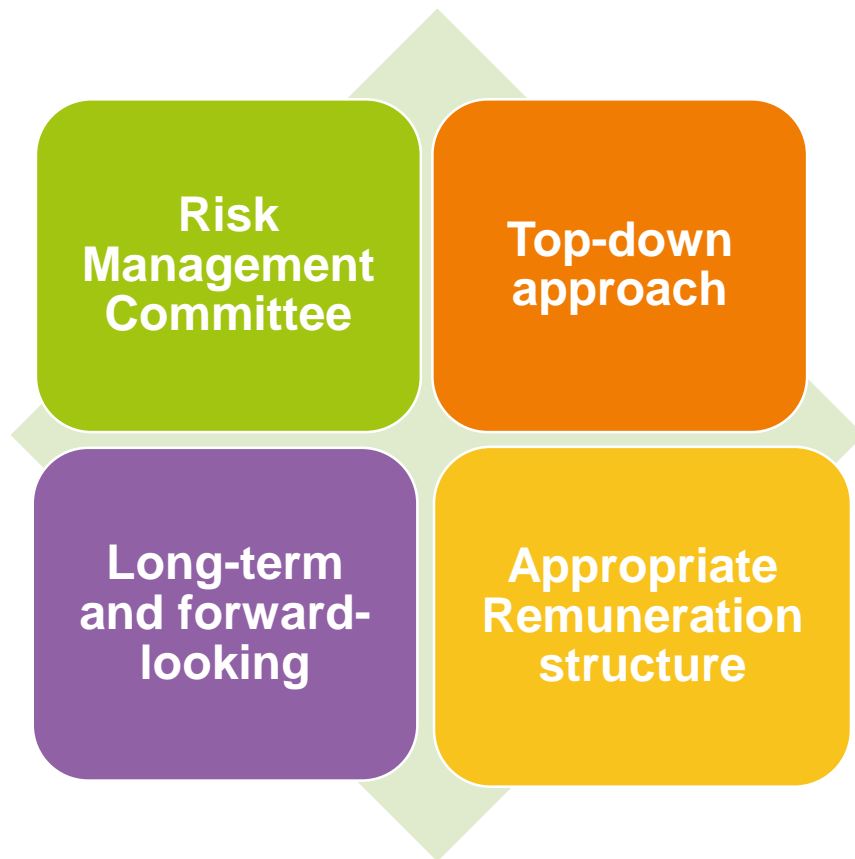 Risk
Management
Committee
Top-down
approach
Long-term
and forward-
looking
Appropriate
Remuneration
structure